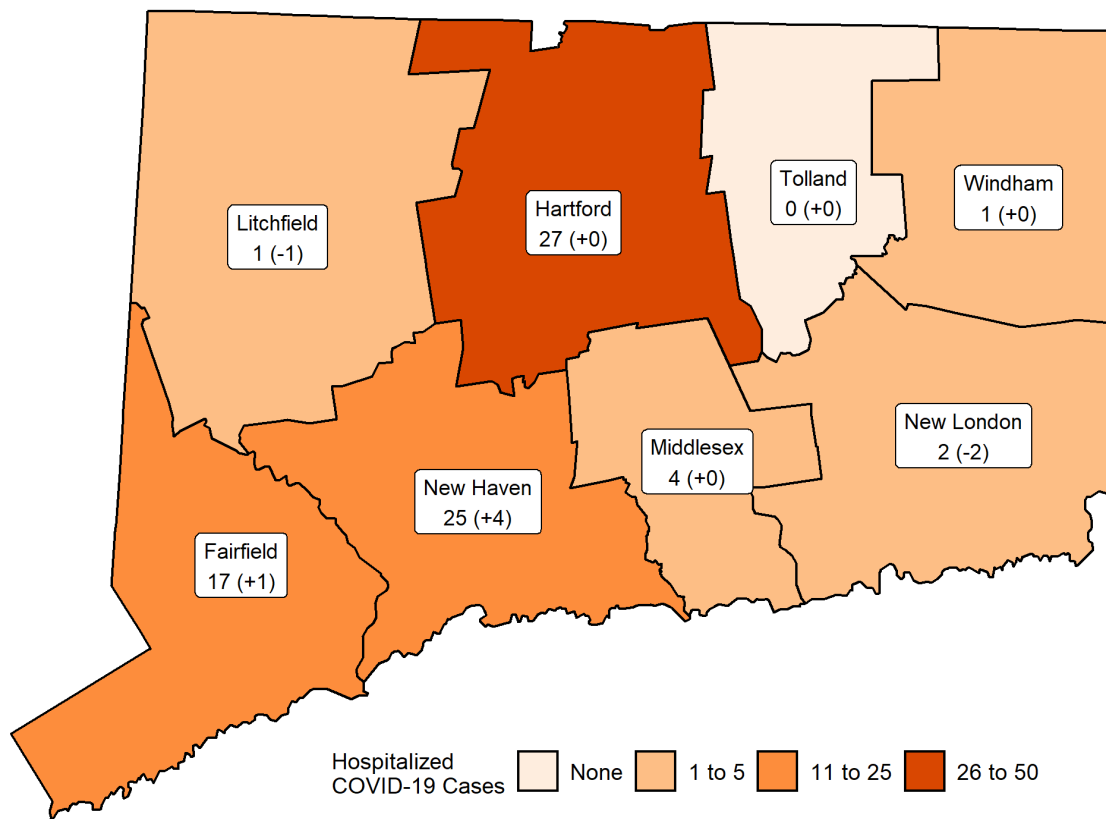 Tolland
0 (+0)
Windham
1 (+0)
Hartford
27 (+0)
Litchfield
1 (-1)
New London
2 (-2)
Middlesex
4 (+0)
New Haven
25 (+4)
Fairfield
17 (+1)
Hospitalized
COVID-19 Cases
None
1 to 5
11 to 25
26 to 50